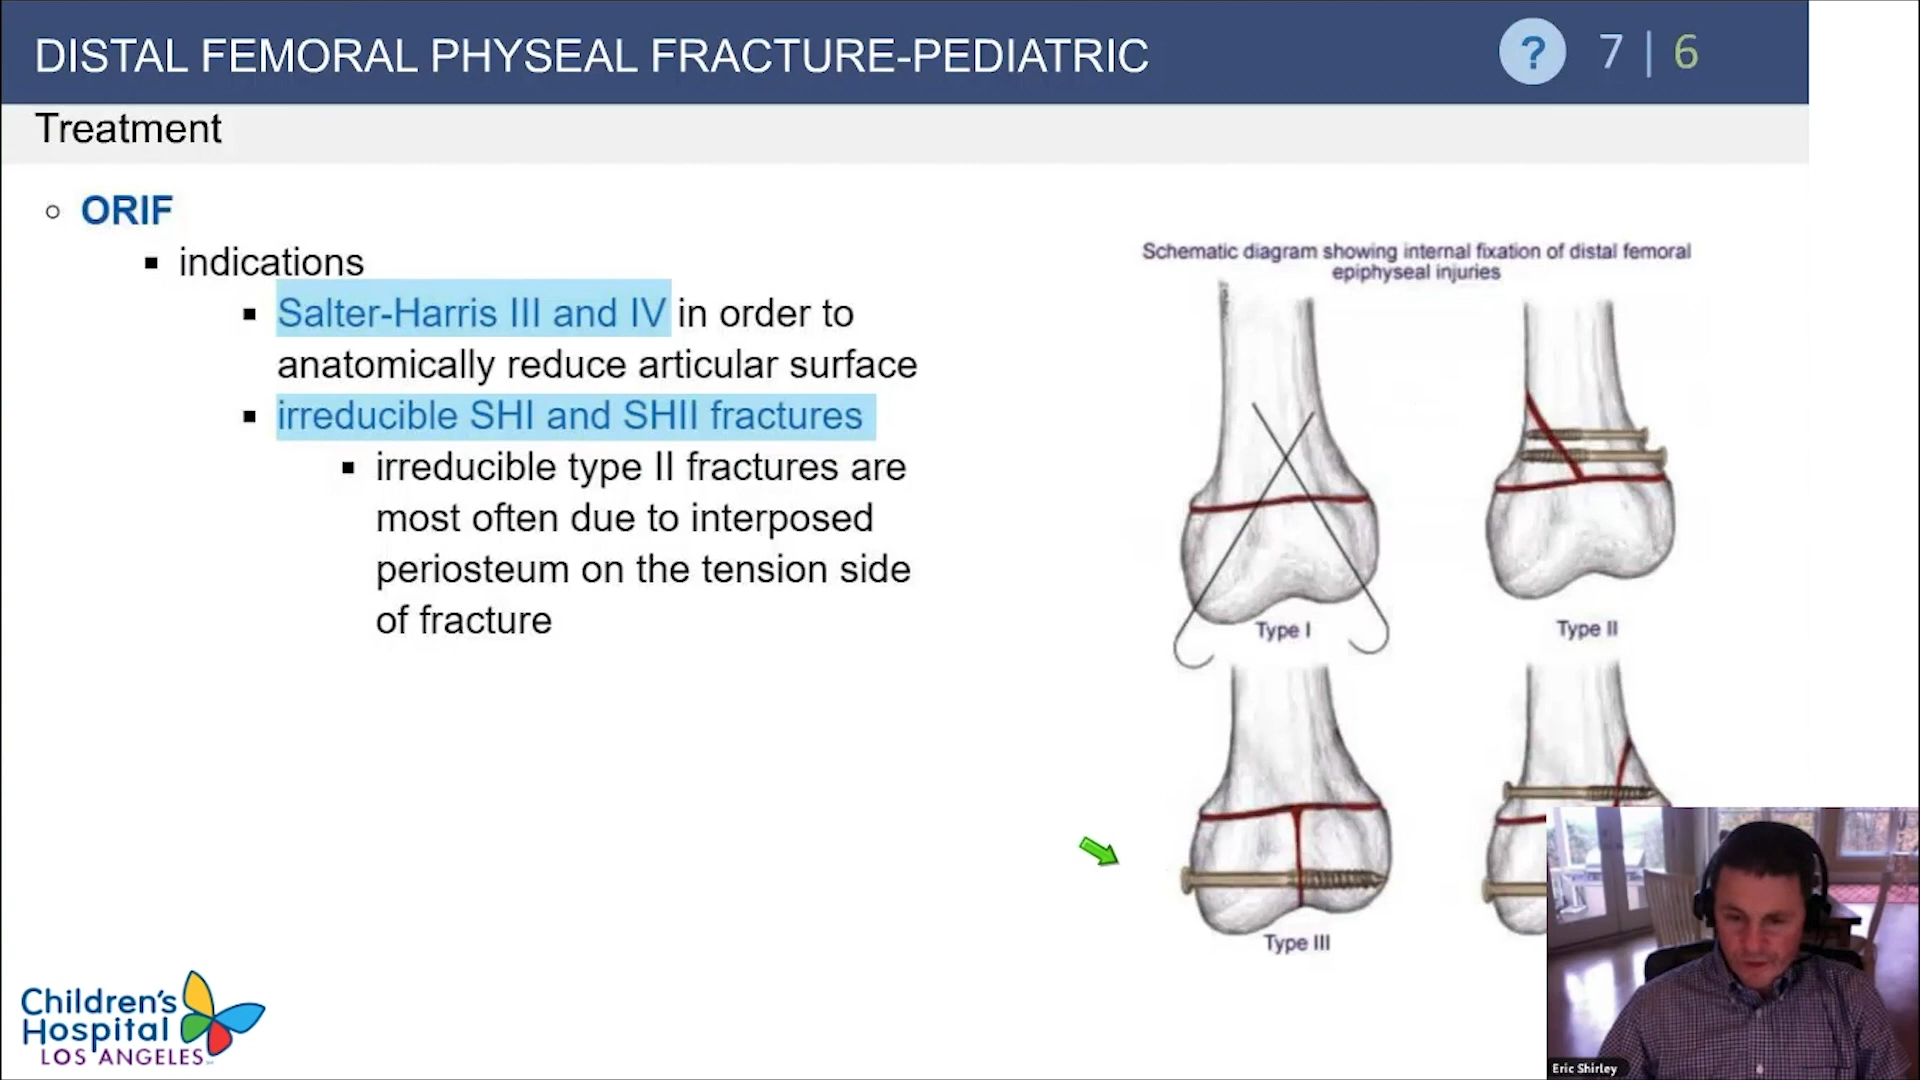 DISTAL FEMORAL PHYSEAL FRACTURE-PEDIATRIC
? 7 | 6
Treatment
ORIF
indications
Salter-Harris III and IV in order to
anatomically reduce articular surface
irreducible SHI and SHII fractures
irreducible type II fractures are
most often due to interposed
periosteum on the tension side
of fracture
Schematic diagram showing internal fixation of distal femoral
epiphyseal injuries
Type I
Type II
Type III
Children's
Hospital
LOS ANGELES
Eric Shirley